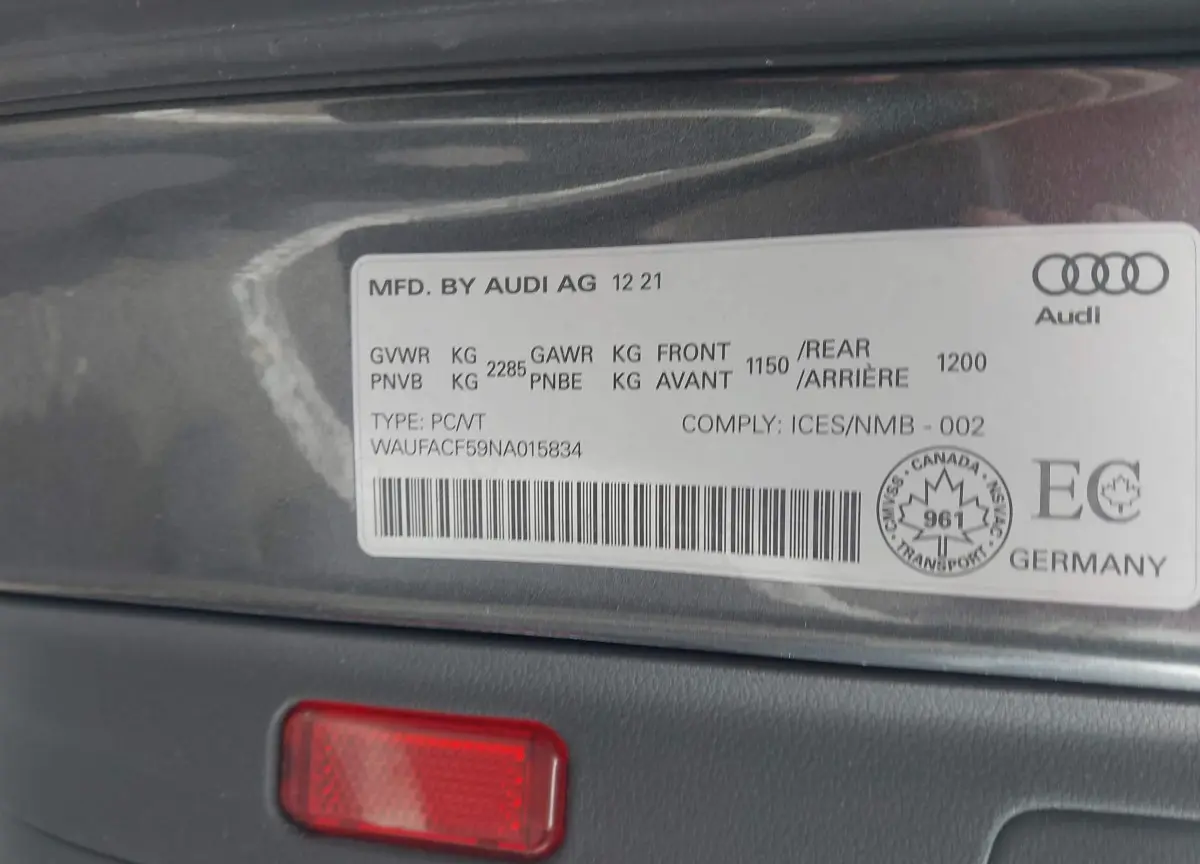 MFD. BY AUDI AG 12 21
Audi
GVWR KG 2285 GAWR KG FRONT 1150 /REAR 1200
PNVB KG PNBE KG AVANT /ARRIÈRE
TYPE: PC/VT COMPLY: ICES/NMB - 002
WAUFACF59NA015834
CANADA
CMVSS · NSVAC
961
TRANSPORT
EC
GERMANY